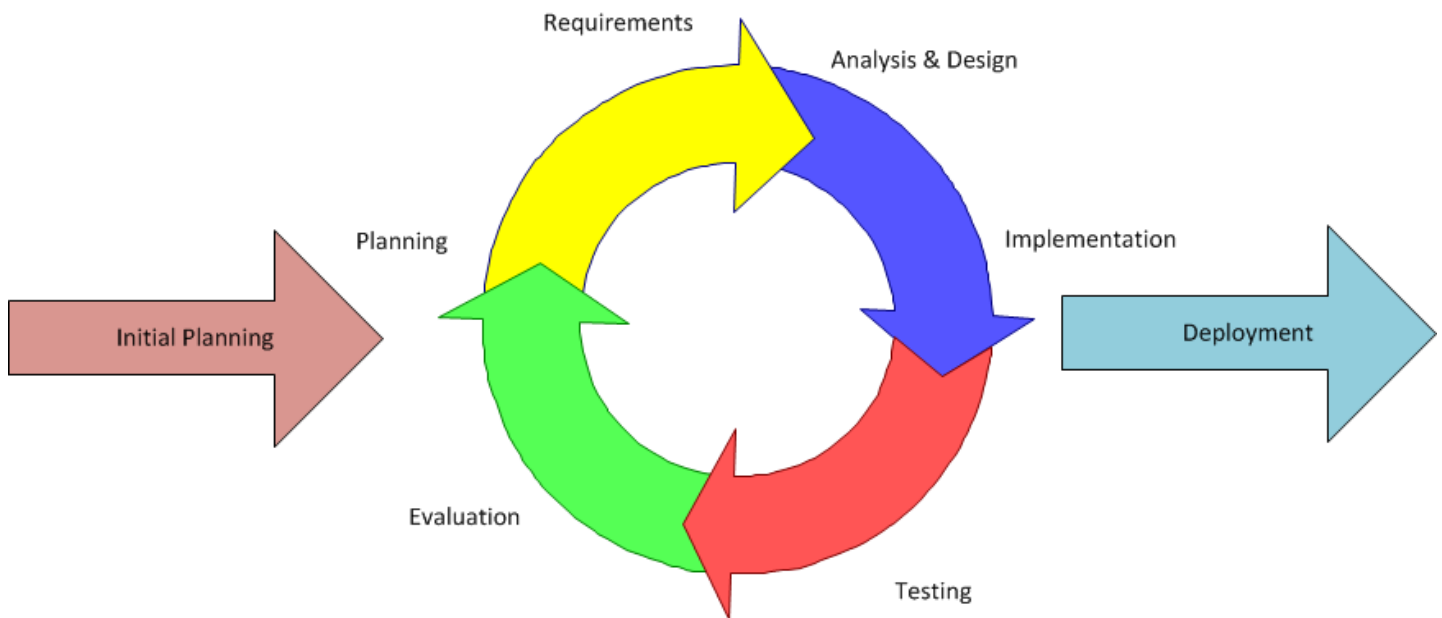 Requirements
Analysis & Design
Planning
Implementation
Initial Planning
Deployment
Evaluation
Testing